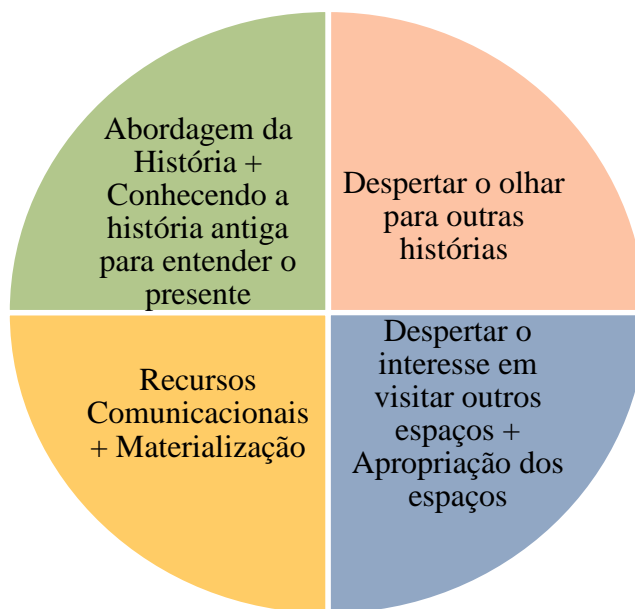 Abordagem da
História +
Conhecendo a
história antiga
para entender o
presente
Despertar o olhar
para outras
histórias
Recursos
Comunicacionais
+ Materialização
Despertar o
interesse em
visitar outros
espaços +
Apropriação dos
espaços